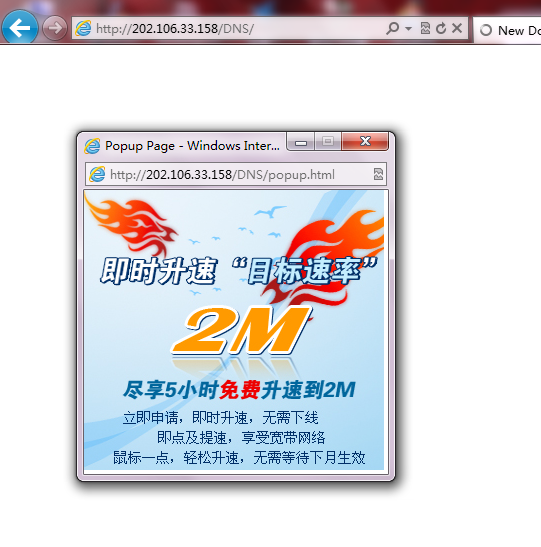 http://202.106.33.158/DNS/
New Do
Popup Page - Windows Inter...
http://202.106.33.158/DNS/popup.html
即时升速“目标速率”
2M
尽享5小时免费升速到2M
立即申请，即时升速，无需下线
即点及提速，享受宽带网络
鼠标一点，轻松升速，无需等待下月生效